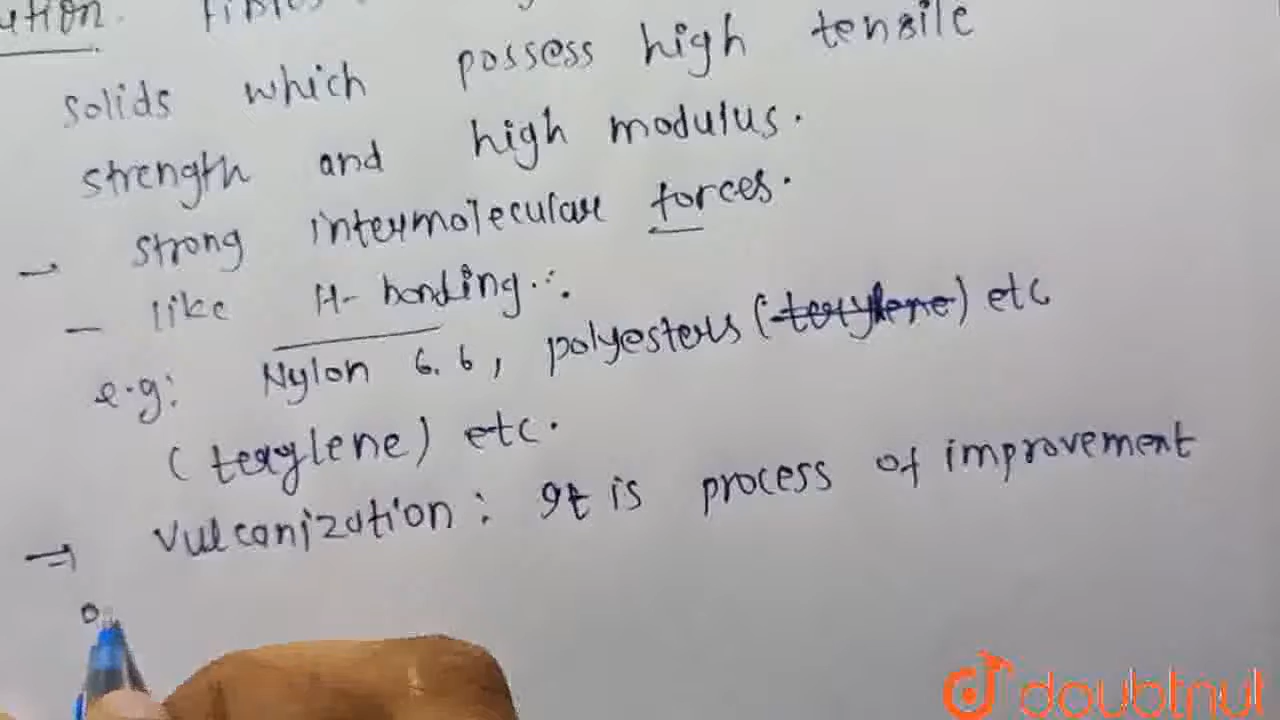 solids which possess high tensile
strength and high modulus.
- strong intermolecular forces.
- like H-bonding.
e.g: Nylon 6.6, polyesters (terylene) etc
(terylene) etc.
⇒ vulcanization: It is process of improvement
o
doubtnut